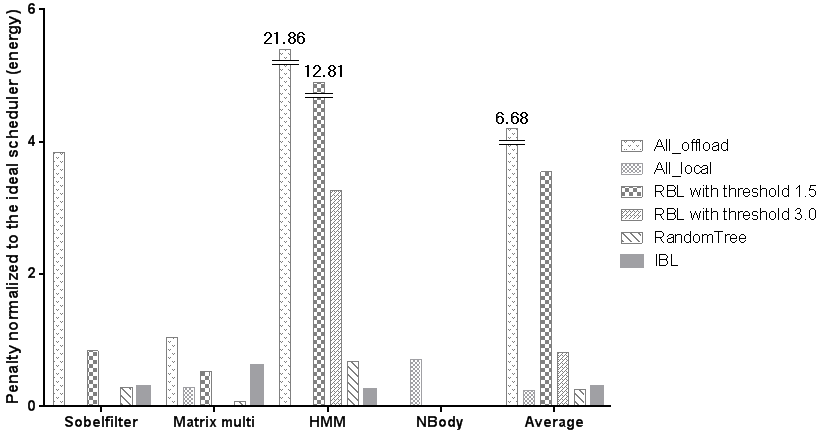 Penalty normalized to the ideal scheduler (energy)
6
4
2
0
21.86
12.81
6.68
Sobelfilter
Matrix multi
HMM
NBody
Average
All_offload
All_local
RBL with threshold 1.5
RBL with threshold 3.0
RandomTree
IBL